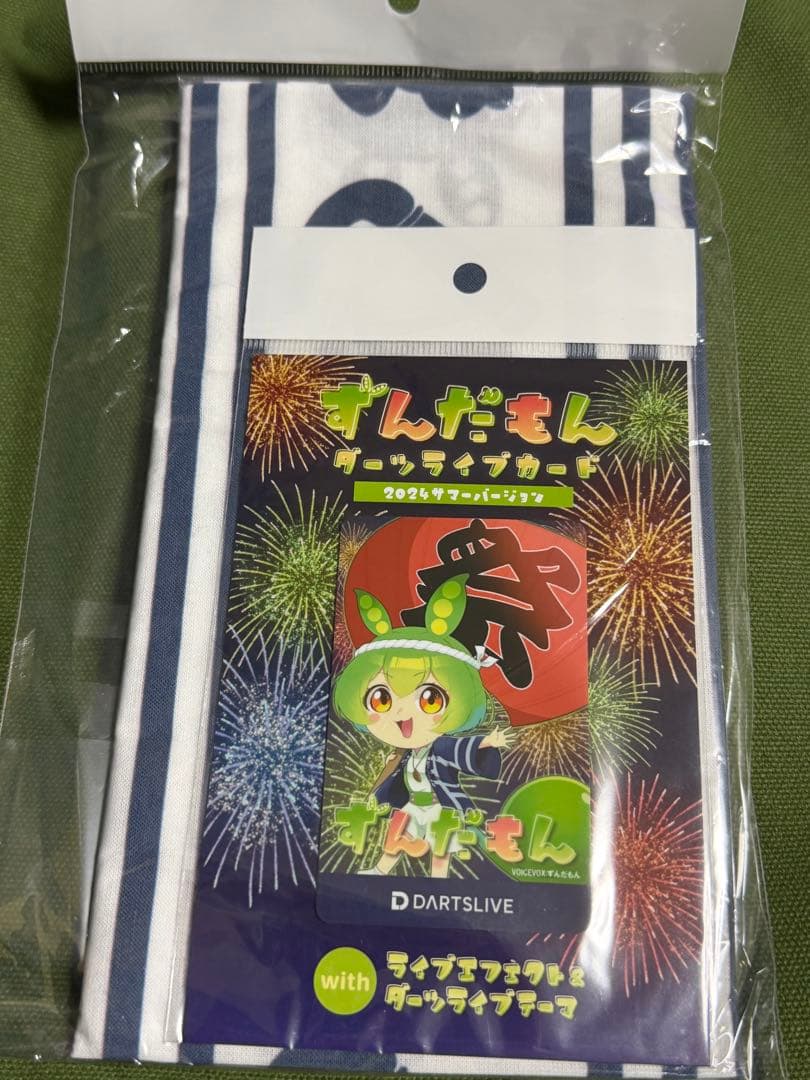 ずんだもん
ダーツライブカード
2024サマーバージョン
祭
ずんだもん
VOICEVOX:ずんだもん
DARTSLIVE
with
ライブエフェクト&
ダーツライブテーマ